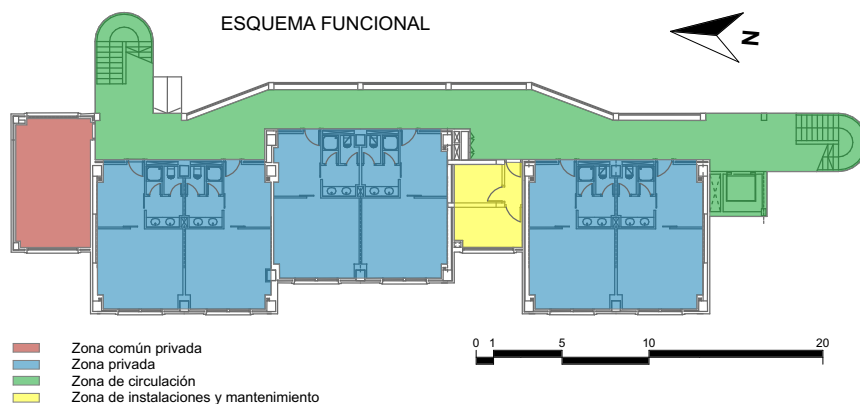 ESQUEMA FUNCIONAL
N
Zona común privada
Zona privada
Zona de circulación
Zona de instalaciones y mantenimiento
0 1 5 10 20